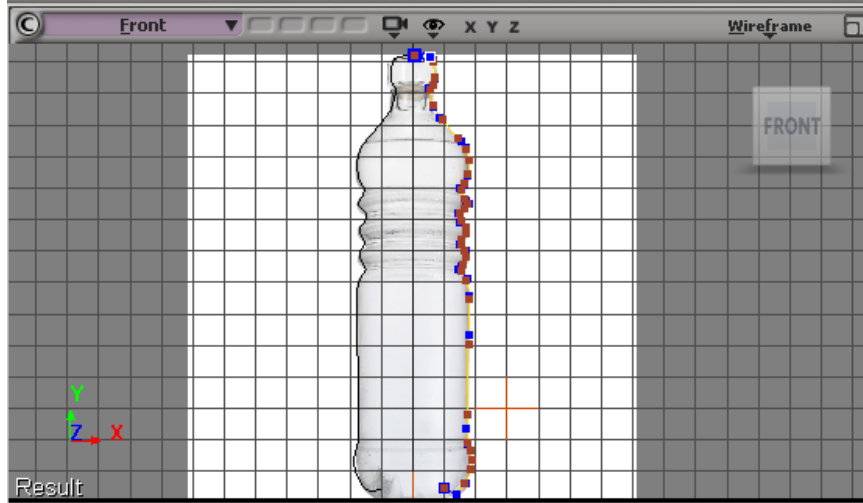 C Front X Y Z Wireframe
FRONT
Y
Z X
Result